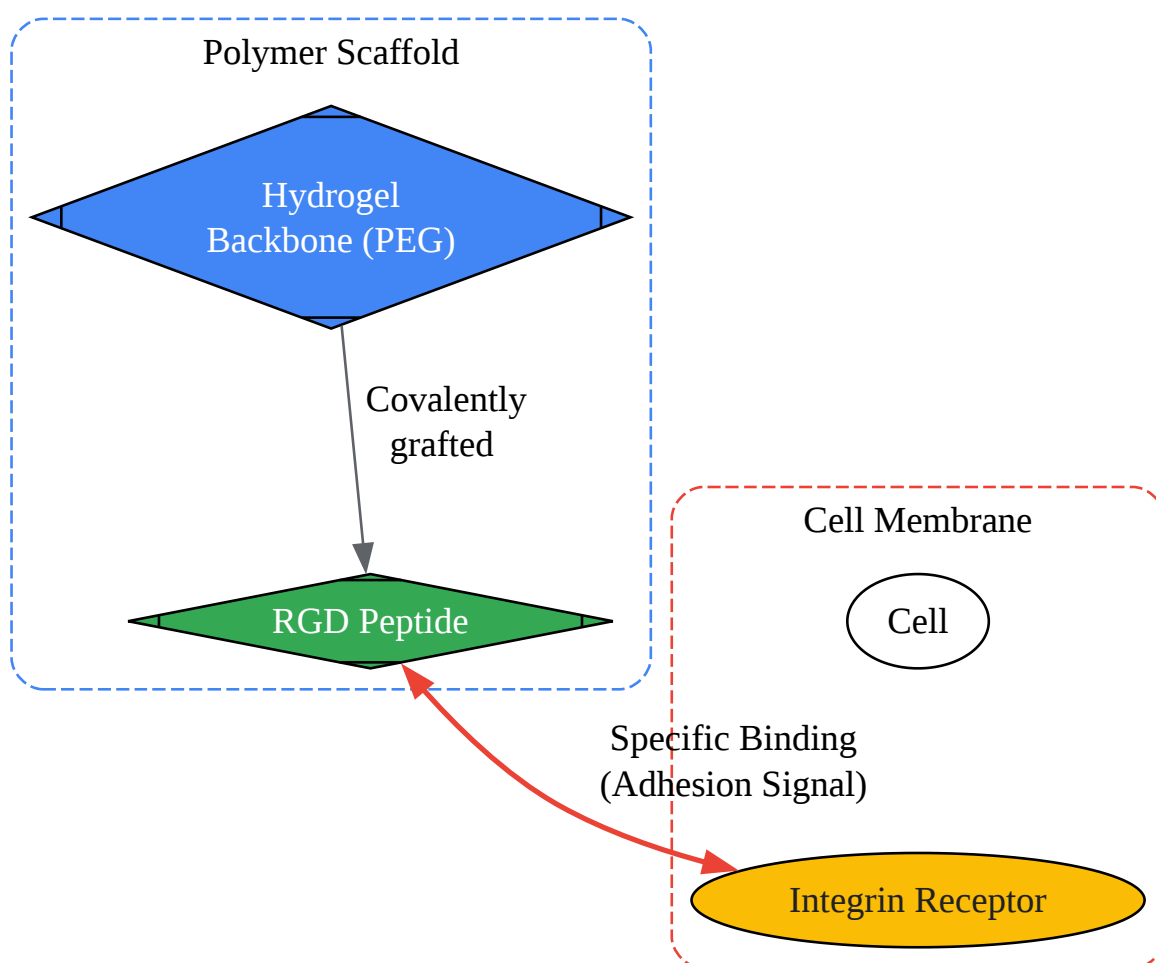 Polymer Scaffold
Hydrogel
Backbone (PEG)
Covalently
grafted
Cell Membrane
RGD Peptide
Cell
Specific Binding
(Adhesion Signal)
Integrin Receptor